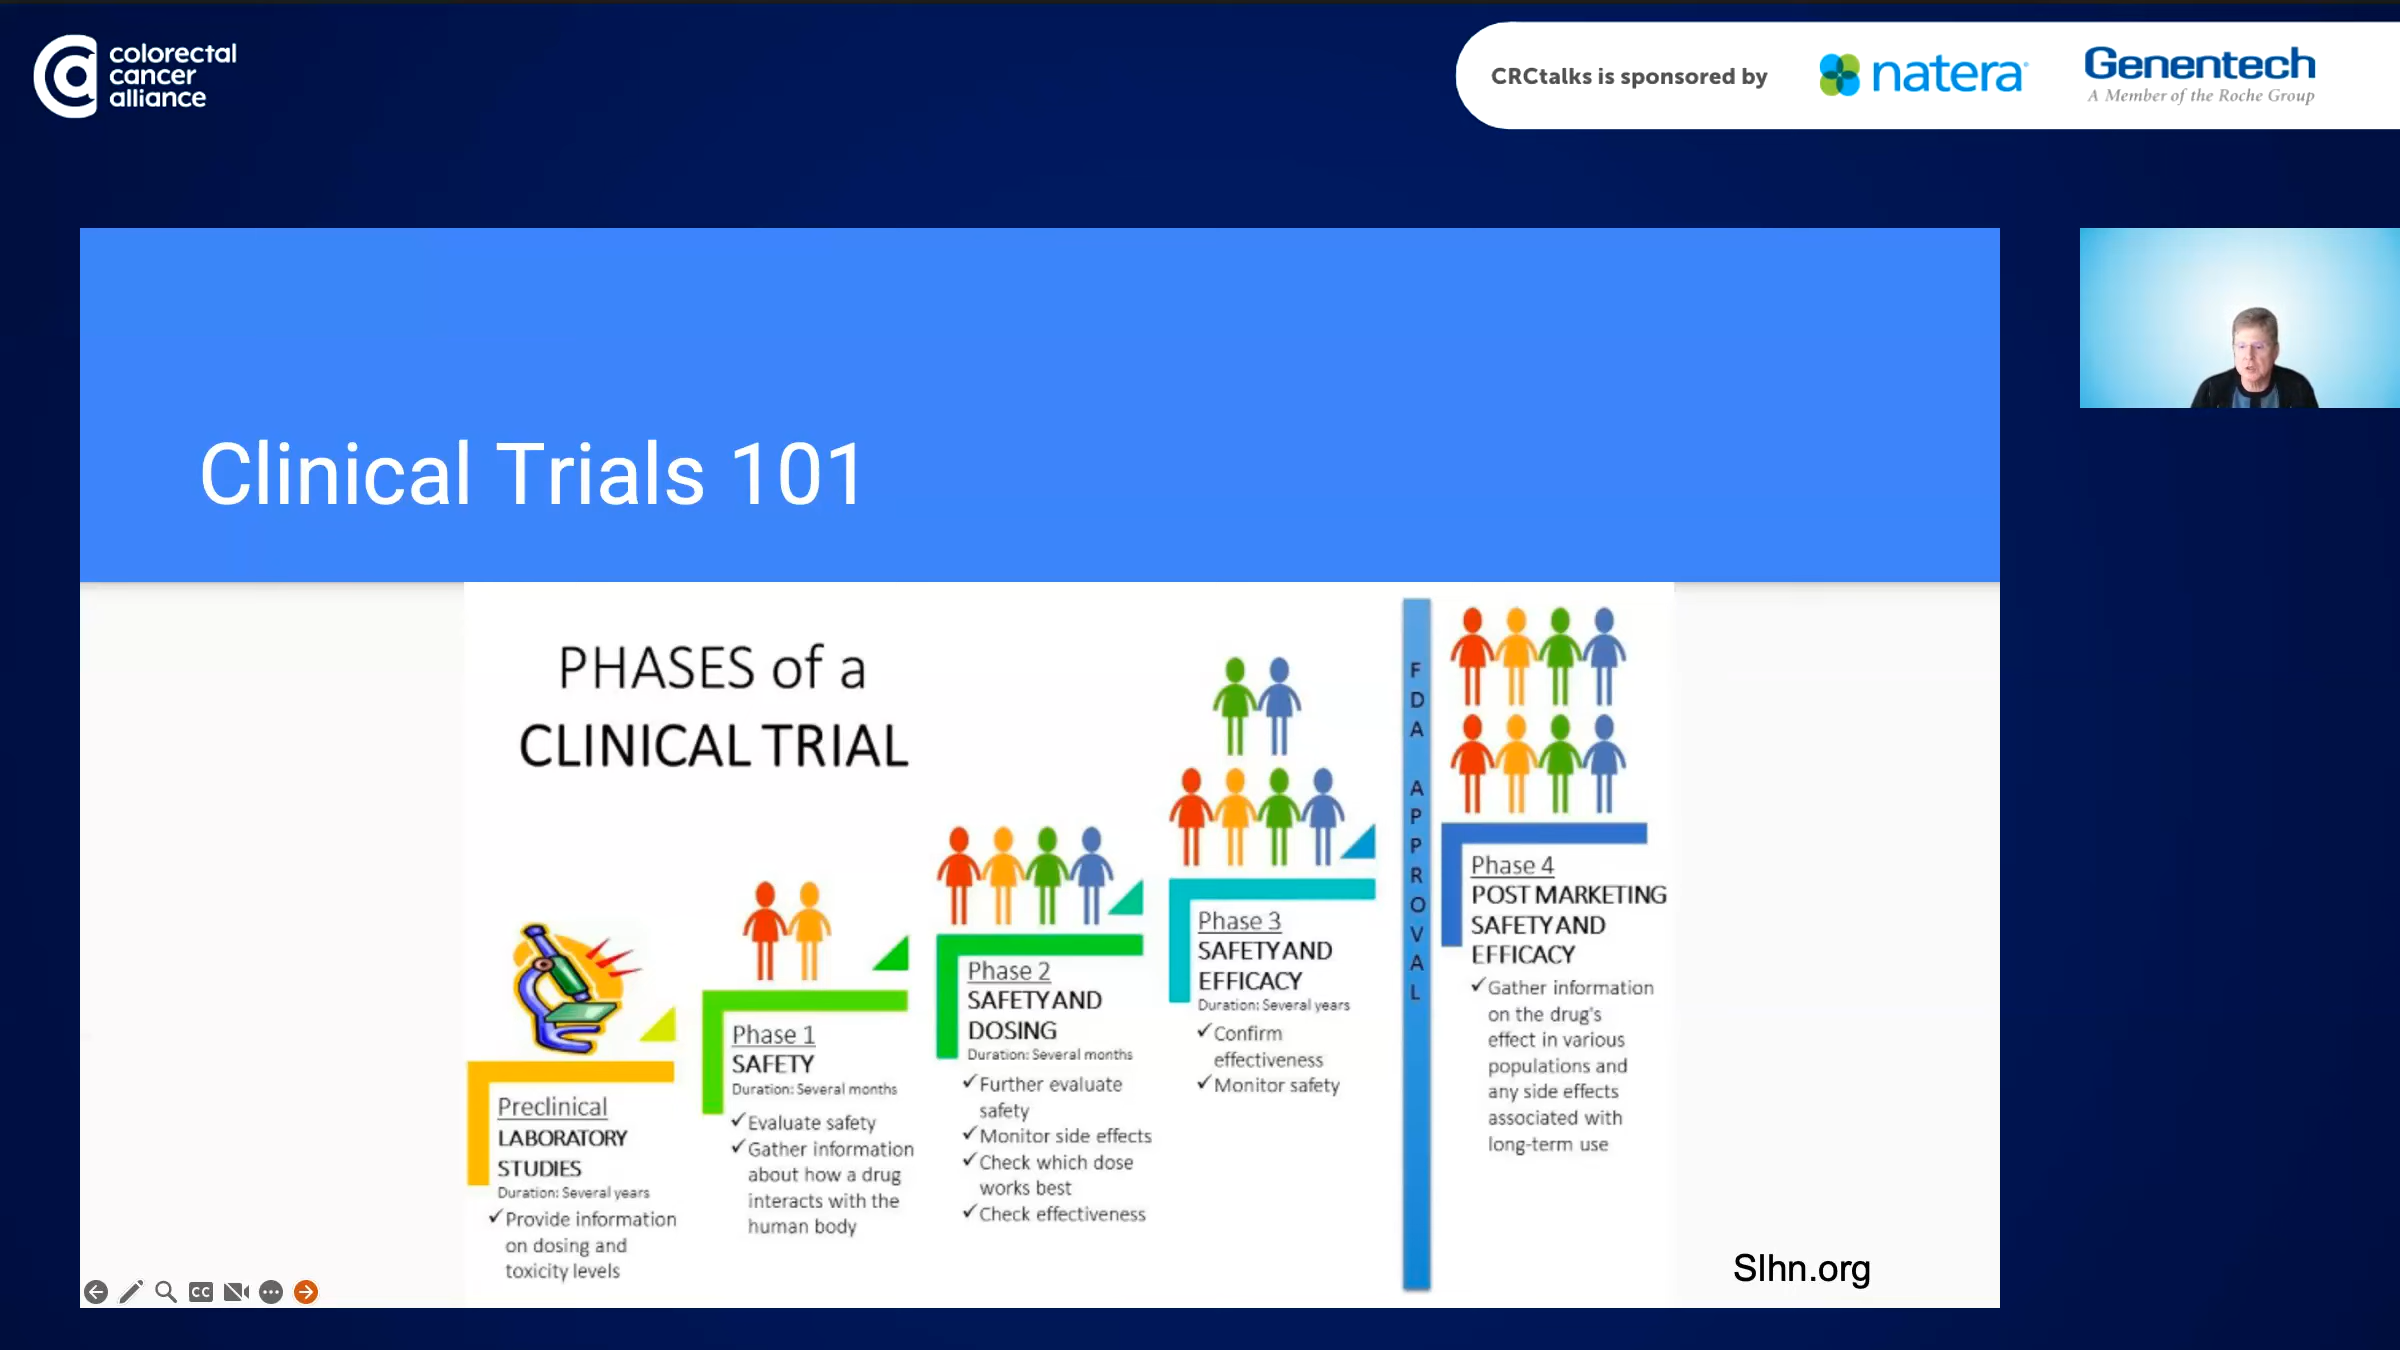 colorectal
cancer
alliance
CRCtalks is sponsored by
natera
Genentech
A Member of the Roche Group
Clinical Trials 101
PHASES of a
CLINICAL TRIAL
Preclinical
LABORATORY
STUDIES
Duration: Several years
✓Provide information
on dosing and
toxicity levels
Phase 1
SAFETY
Duration: Several months
✓Evaluate safety
✓Gather information
about how a drug
interacts with the
human body
Phase 2
SAFETY AND
DOSING
Duration: Several months
✓Further evaluate
safety
✓Monitor side effects
✓Check which dose
works best
✓Check effectiveness
Phase 3
SAFETY AND
EFFICACY
Duration: Several years
✓Confirm
effectiveness
✓Monitor safety
FDA APPROVAL
Phase 4
POST MARKETING
SAFETY AND
EFFICACY
✓Gather information
on the drug's
effect in various
populations and
any side effects
associated with
long-term use
Slhn.org
CC